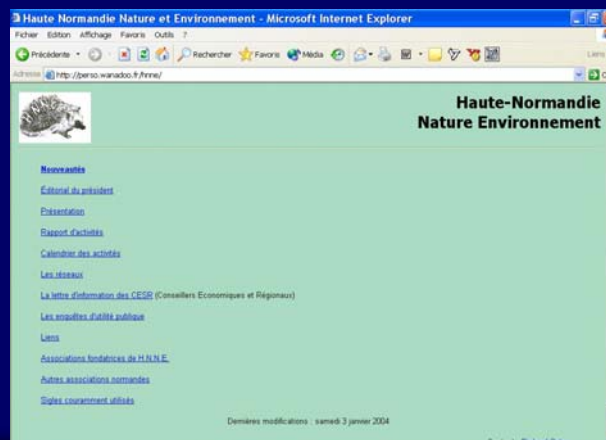 Haute Normandie Nature et Environnement - Microsoft Internet Explorer
Fichier Edition Affichage Favoris Outils ?
Précédente Rechercher Favoris Média
Adresse http://perso.wanadoo.fr/hnne/
Haute-Normandie
Nature Environnement
Nouveautés
Éditorial du président
Présentation
Rapport d'activités
Calendrier des activités
Les réseaux
La lettre d'information des CESR (Conseillers Economiques et Régionaux)
Les enquêtes d'utilité publique
Liens
Associations fondatrices de H.N.N.E.
Autres associations normandes
Sigles couramment utilisés
Dernières modifications : samedi 3 janvier 2004